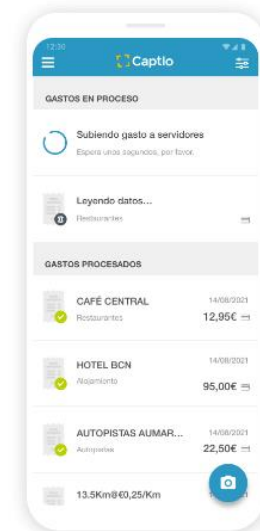 12:30
Captio
GASTOS EN PROCESO
Subiendo gasto a servidores
Espera unos segundos, por favor.
Leyendo datos...
Restaurantes
GASTOS PROCESADOS
CAFÉ CENTRAL
14/08/2021
Restaurantes
12,95€
HOTEL BCN
14/08/2021
Alojamiento
95,00€
AUTOPISTAS AUMAR...
14/08/2021
Autopistas
22,50€
13.5Km@€0,25/Km